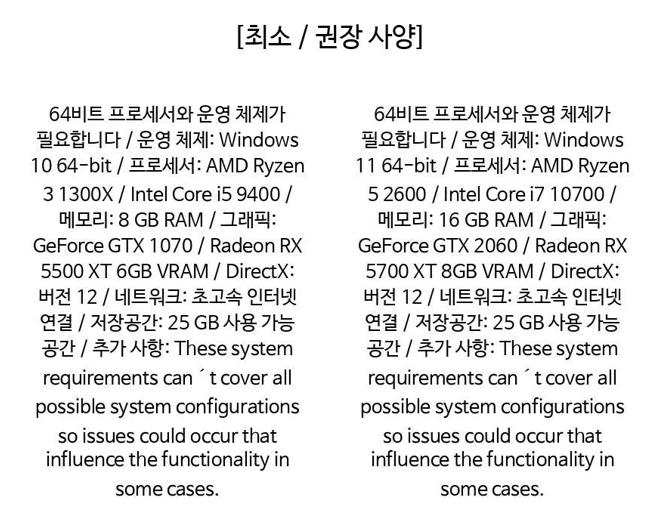 [최소 / 권장 사양]
64비트 프로세서와 운영 체제가
필요합니다 / 운영 체제: Windows
10 64-bit / 프로세서: AMD Ryzen
3 1300X / Intel Core i5 9400 /
메모리: 8 GB RAM / 그래픽:
GeForce GTX 1070 / Radeon RX
5500 XT 6GB VRAM / DirectX:
버전 12 / 네트워크: 초고속 인터넷
연결 / 저장공간: 25 GB 사용 가능
공간 / 추가 사항: These system
requirements can´t cover all
possible system configurations
so issues could occur that
influence the functionality in
some cases.
64비트 프로세서와 운영 체제가
필요합니다 / 운영 체제: Windows
11 64-bit / 프로세서: AMD Ryzen
5 2600 / Intel Core i7 10700 /
메모리: 16 GB RAM / 그래픽:
GeForce GTX 2060 / Radeon RX
5700 XT 8GB VRAM / DirectX:
버전 12 / 네트워크: 초고속 인터넷
연결 / 저장공간: 25 GB 사용 가능
공간 / 추가 사항: These system
requirements can´t cover all
possible system configurations
so issues could occur that
influence the functionality in
some cases.